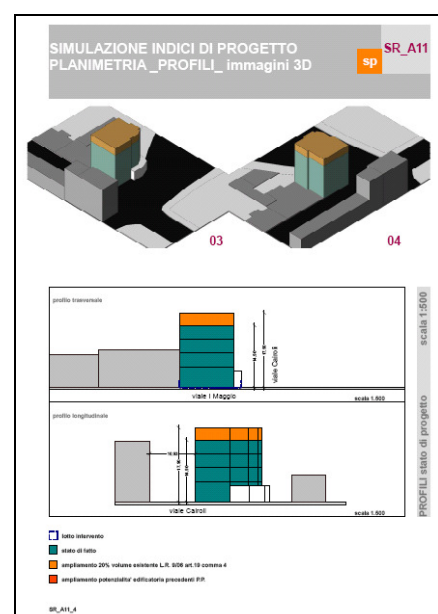 SIMULAZIONE INDICI DI PROGETTO
PLANIMETRIA _PROFILI_ immagini 3D
sp
SR_A11
03
04
profilo trasversale
viale Cairoli
viale I Maggio
scala 1:500
profilo longitudinale
viale Cairoli
scala 1:500
scala 1:500
PROFILI stato di progetto
lotto intervento
stato di fatto
ampliamento 20% volume esistente L.R. 9/06 art.10 comma 4
ampliamento potenzialita' edificatoria precedenti P.P.
SR_A11_4